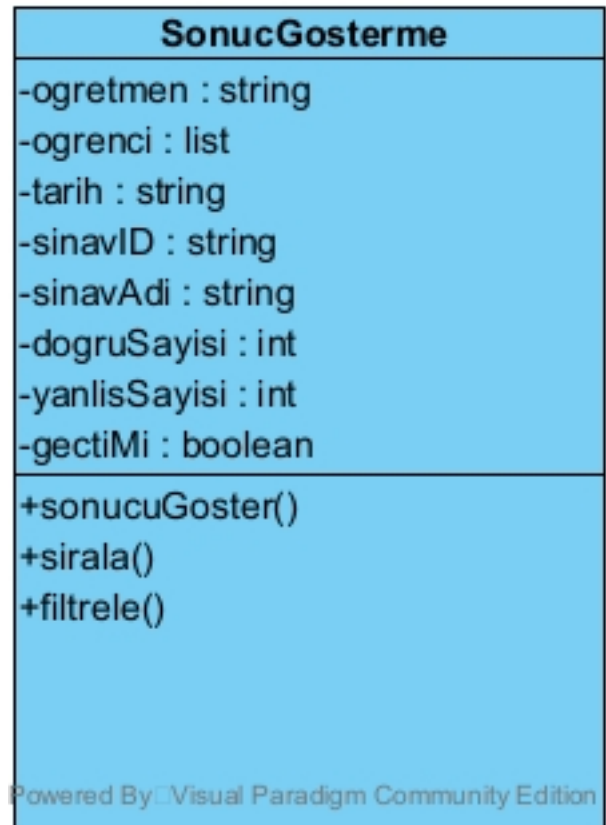 SonucGosterme
-ogretmen : string
-ogrenci : list
-tarih : string
-sinavID : string
-sinavAdi : string
-dogruSayisi : int
-yanlisSayisi : int
-gectiMi : boolean
+sonucuGoster()
+sirala()
+filtrele()
Powered By Visual Paradigm Community Edition